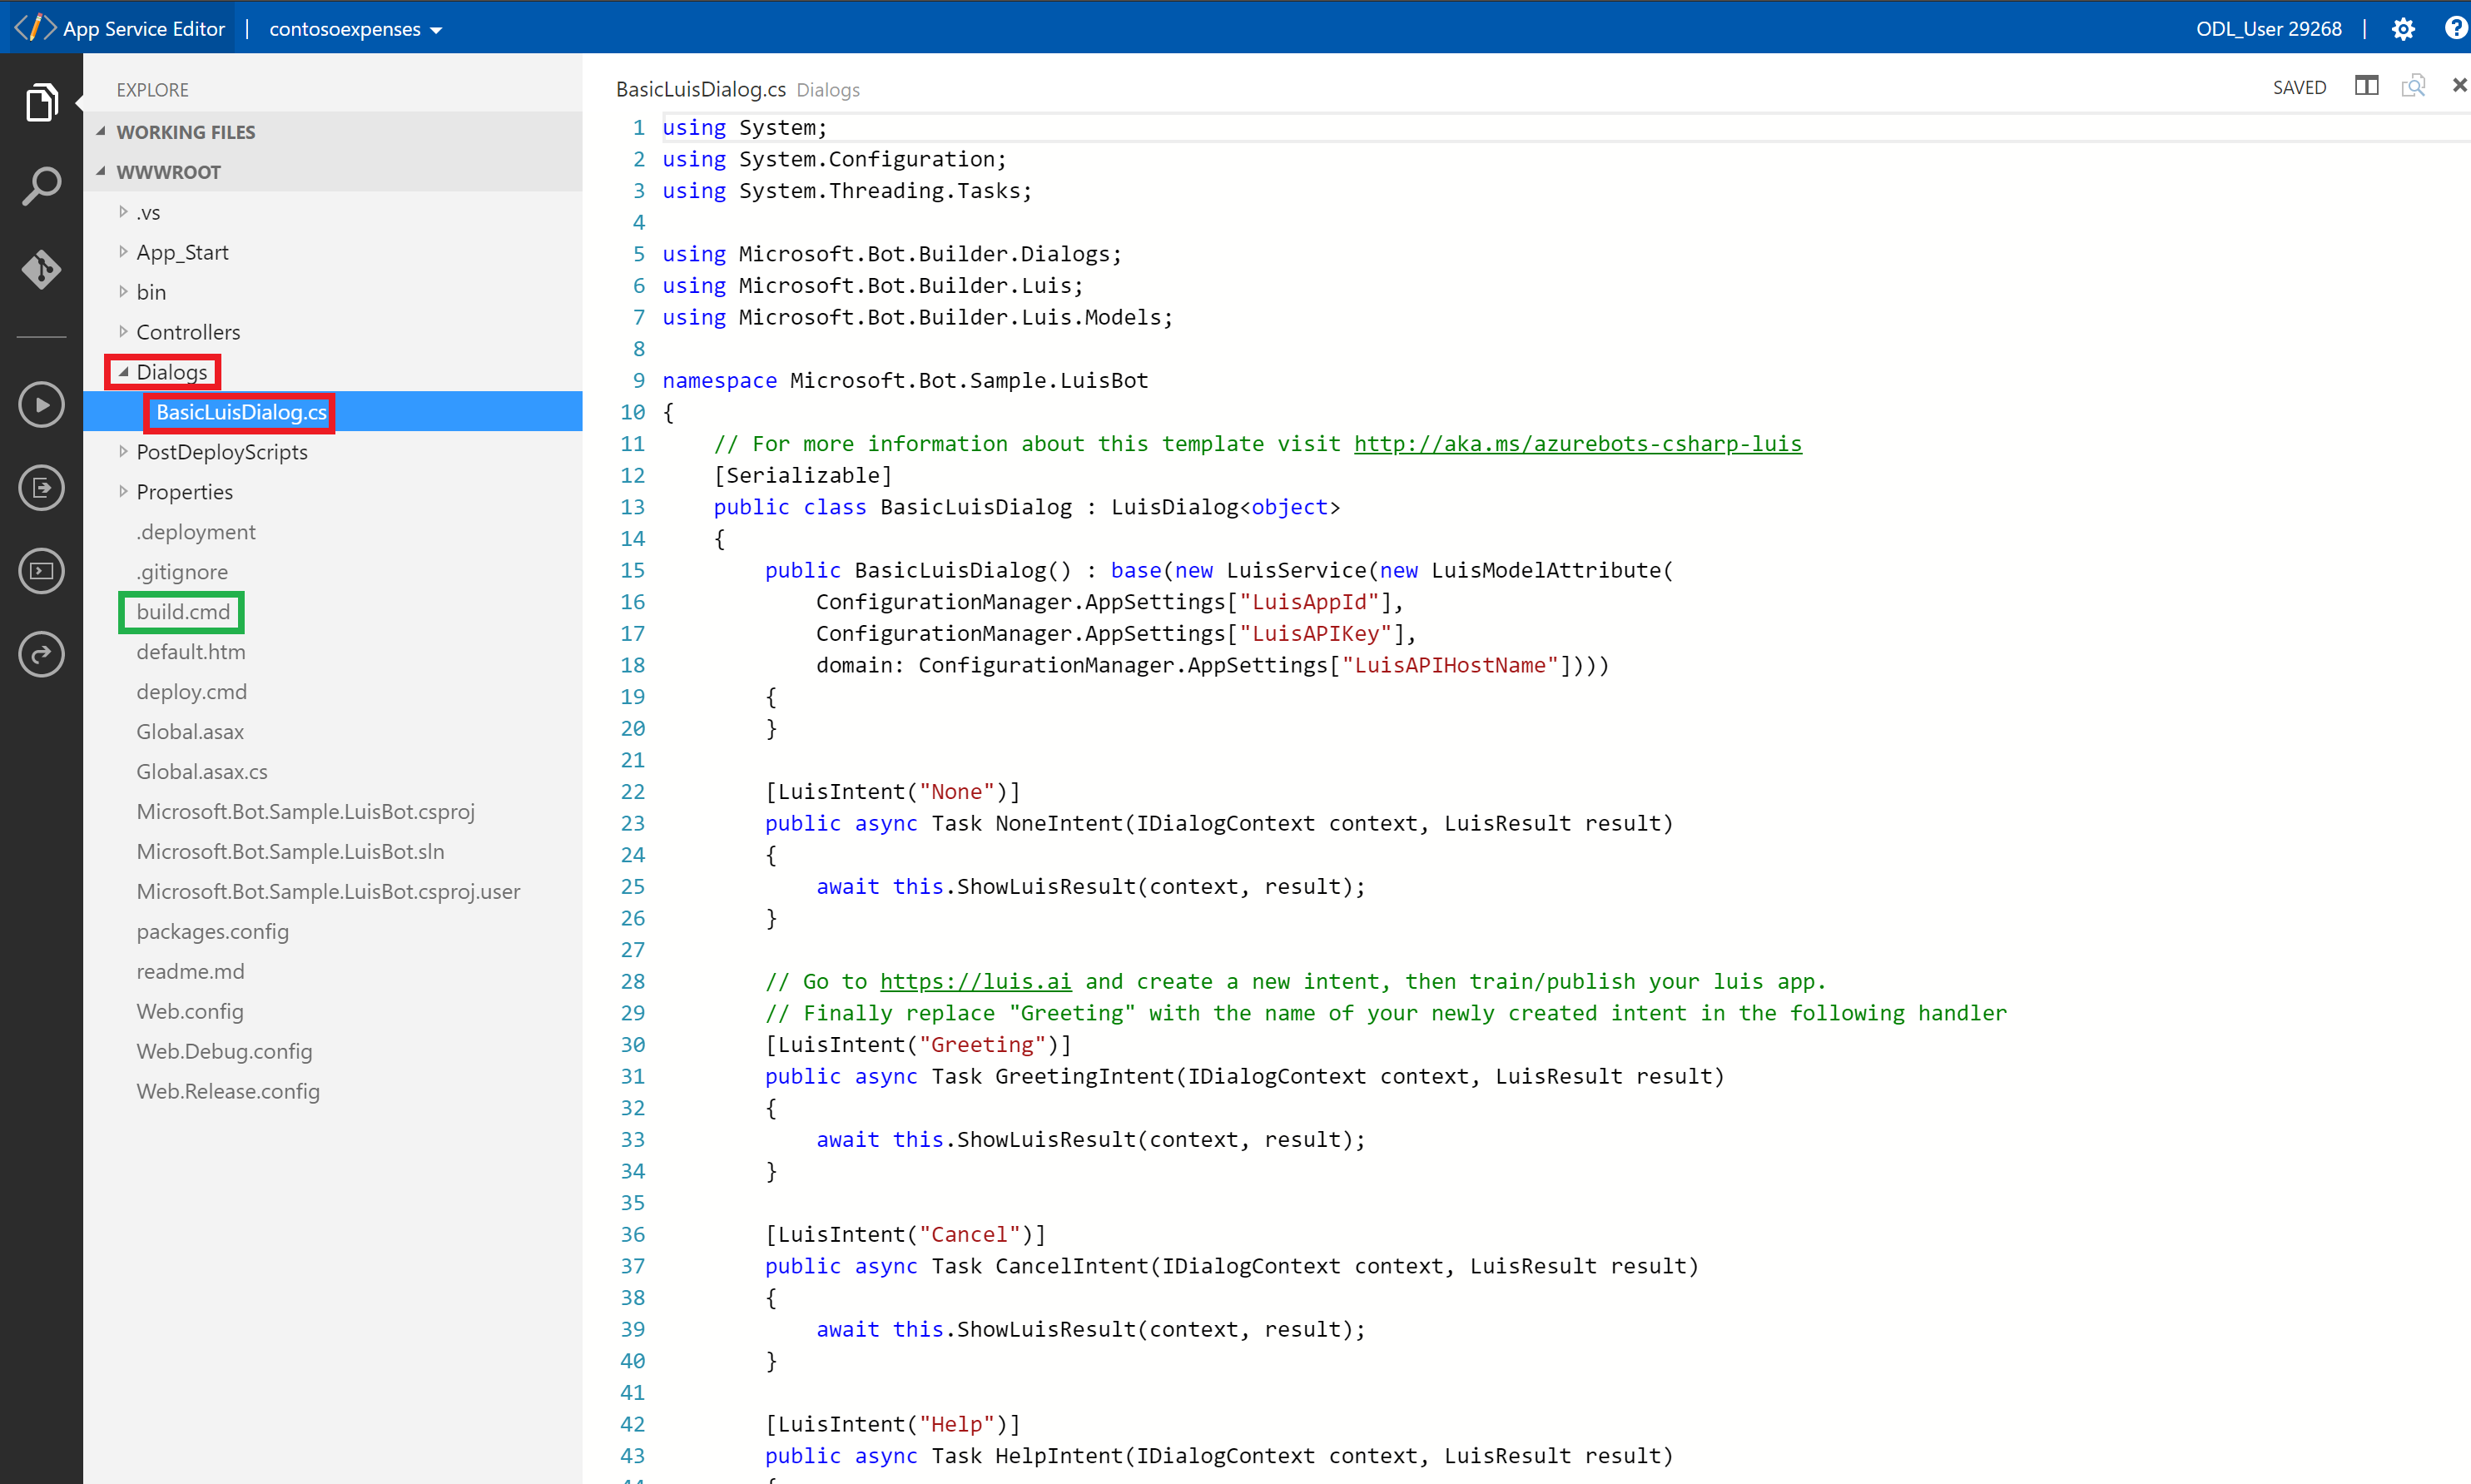 App Service Editor | contosoexpenses
ODL_User 29268 |
EXPLORE
WORKING FILES
WWWROOT
.vs
App_Start
bin
Controllers
Dialogs
BasicLuisDialog.cs
PostDeployScripts
Properties
.deployment
.gitignore
build.cmd
default.htm
deploy.cmd
Global.asax
Global.asax.cs
Microsoft.Bot.Sample.LuisBot.csproj
Microsoft.Bot.Sample.LuisBot.sln
Microsoft.Bot.Sample.LuisBot.csproj.user
packages.config
readme.md
Web.config
Web.Debug.config
Web.Release.config
BasicLuisDialog.cs Dialogs
SAVED
1 using System;
2 using System.Configuration;
3 using System.Threading.Tasks;
4
5 using Microsoft.Bot.Builder.Dialogs;
6 using Microsoft.Bot.Builder.Luis;
7 using Microsoft.Bot.Builder.Luis.Models;
8
9 namespace Microsoft.Bot.Sample.LuisBot
10 {
11 // For more information about this template visit http://aka.ms/azurebots-csharp-luis
12 [Serializable]
13 public class BasicLuisDialog : LuisDialog<object>
14 {
15 public BasicLuisDialog() : base(new LuisService(new LuisModelAttribute(
16 ConfigurationManager.AppSettings["LuisAppId"],
17 ConfigurationManager.AppSettings["LuisAPIKey"],
18 domain: ConfigurationManager.AppSettings["LuisAPIHostName"])))
19 {
20 }
21
22 [LuisIntent("None")]
23 public async Task NoneIntent(IDialogContext context, LuisResult result)
24 {
25 await this.ShowLuisResult(context, result);
26 }
27
28 // Go to https://luis.ai and create a new intent, then train/publish your luis app.
29 // Finally replace "Greeting" with the name of your newly created intent in the following handler
30 [LuisIntent("Greeting")]
31 public async Task GreetingIntent(IDialogContext context, LuisResult result)
32 {
33 await this.ShowLuisResult(context, result);
34 }
35
36 [LuisIntent("Cancel")]
37 public async Task CancelIntent(IDialogContext context, LuisResult result)
38 {
39 await this.ShowLuisResult(context, result);
40 }
41
42 [LuisIntent("Help")]
43 public async Task HelpIntent(IDialogContext context, LuisResult result)